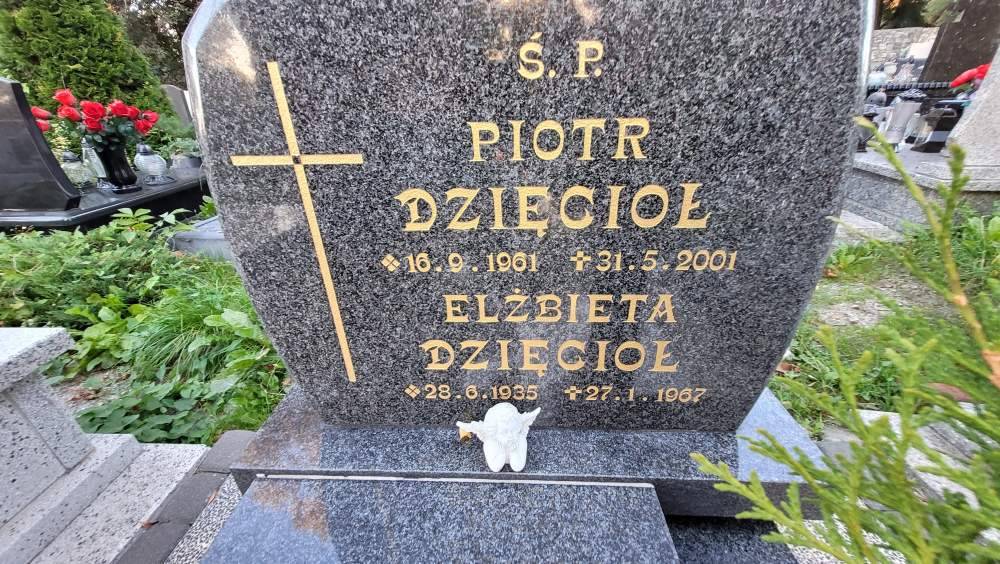 Ś. P.
PIOTR
DZIĘCIOŁ
❖16.9.1961 ✝31.5.2001
ELŻBIETA
DZIĘCIOŁ
❖28.6.1935 ✝27.1.1967